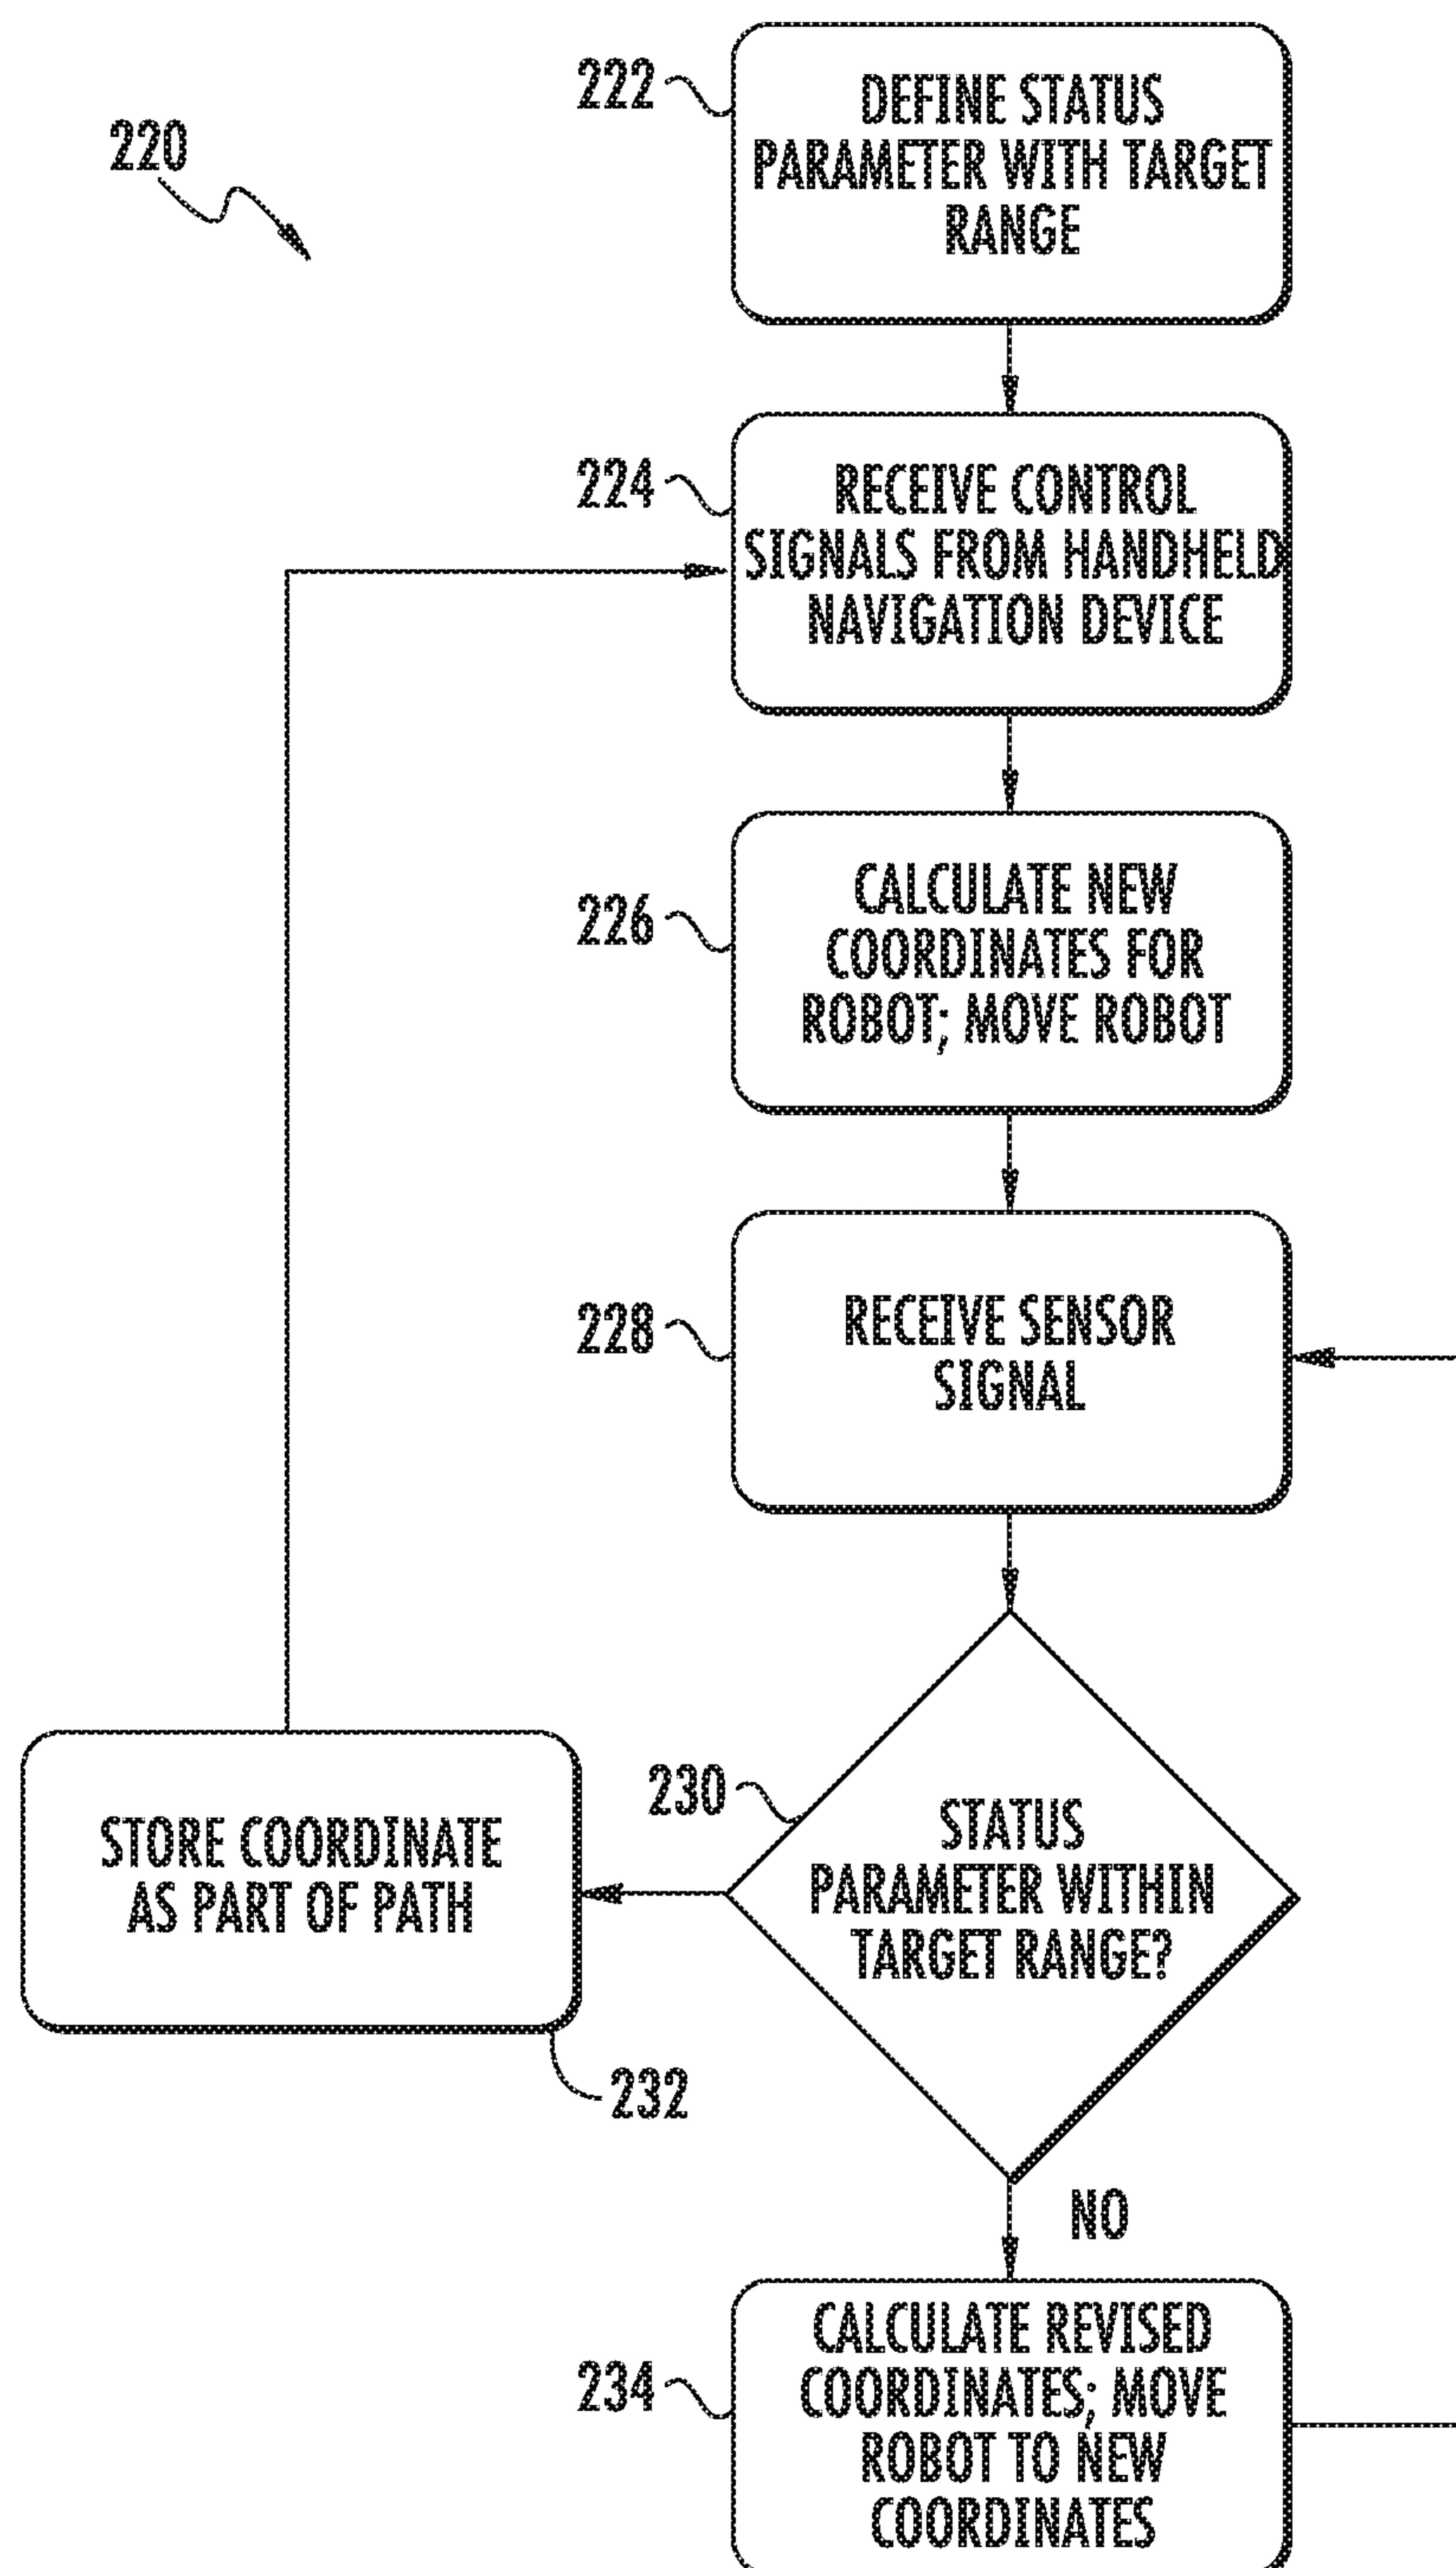 220
222
DEFINE STATUS
PARAMETER WITH TARGET
RANGE
224
RECEIVE CONTROL
SIGNALS FROM HANDHELD
NAVIGATION DEVICE
226
CALCULATE NEW
COORDINATES FOR
ROBOT; MOVE ROBOT
228
RECEIVE SENSOR
SIGNAL
230
STATUS
PARAMETER WITHIN
TARGET RANGE?
STORE COORDINATE
AS PART OF PATH
232
NO
234
CALCULATE REVISED
COORDINATES; MOVE
ROBOT TO NEW
COORDINATES